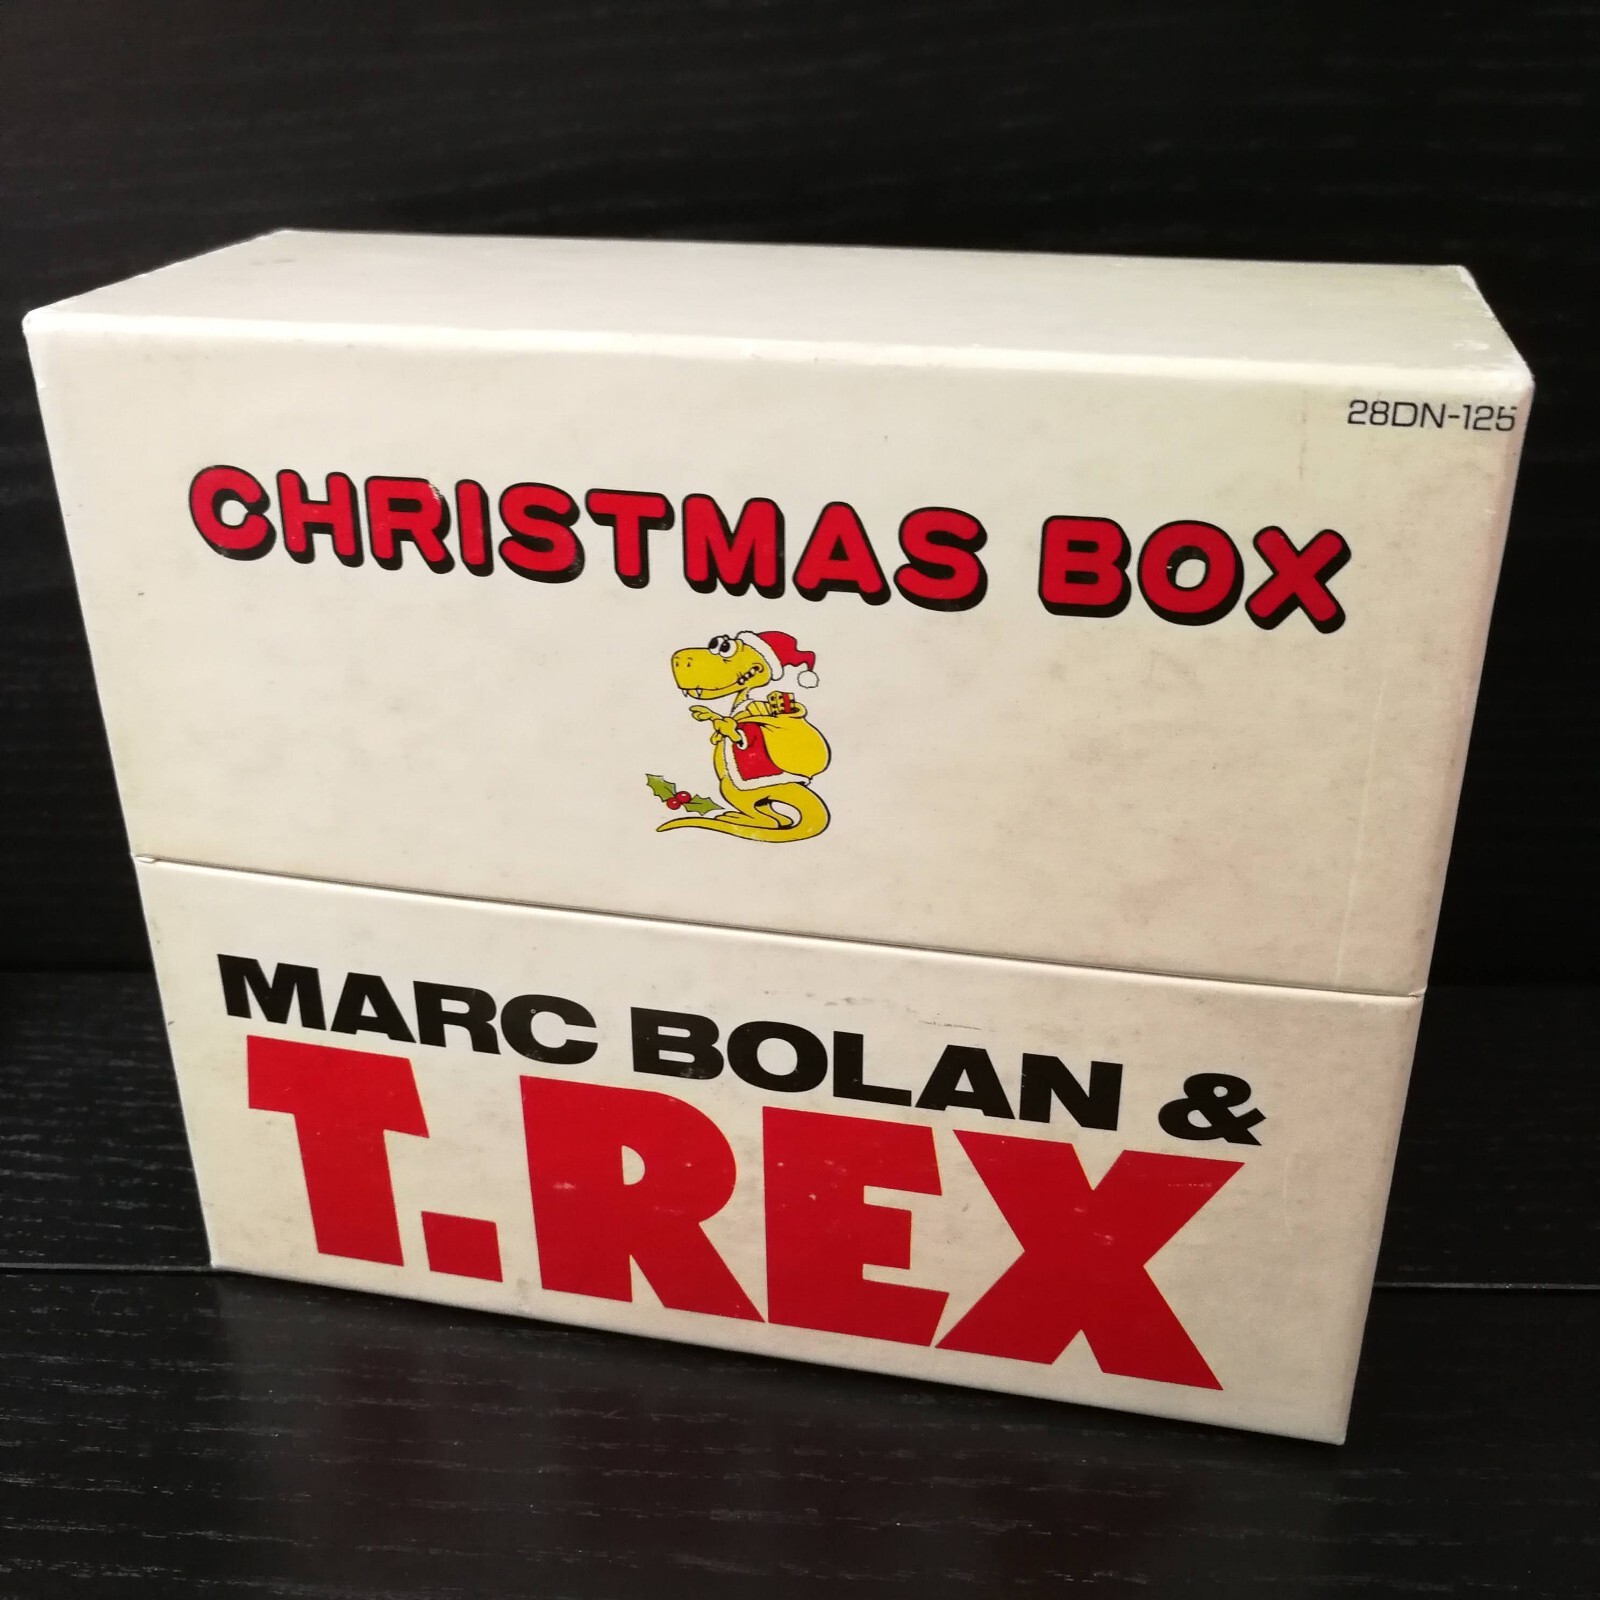 28DN-125
CHRISTMAS BOX
MARC BOLAN &
T.REX